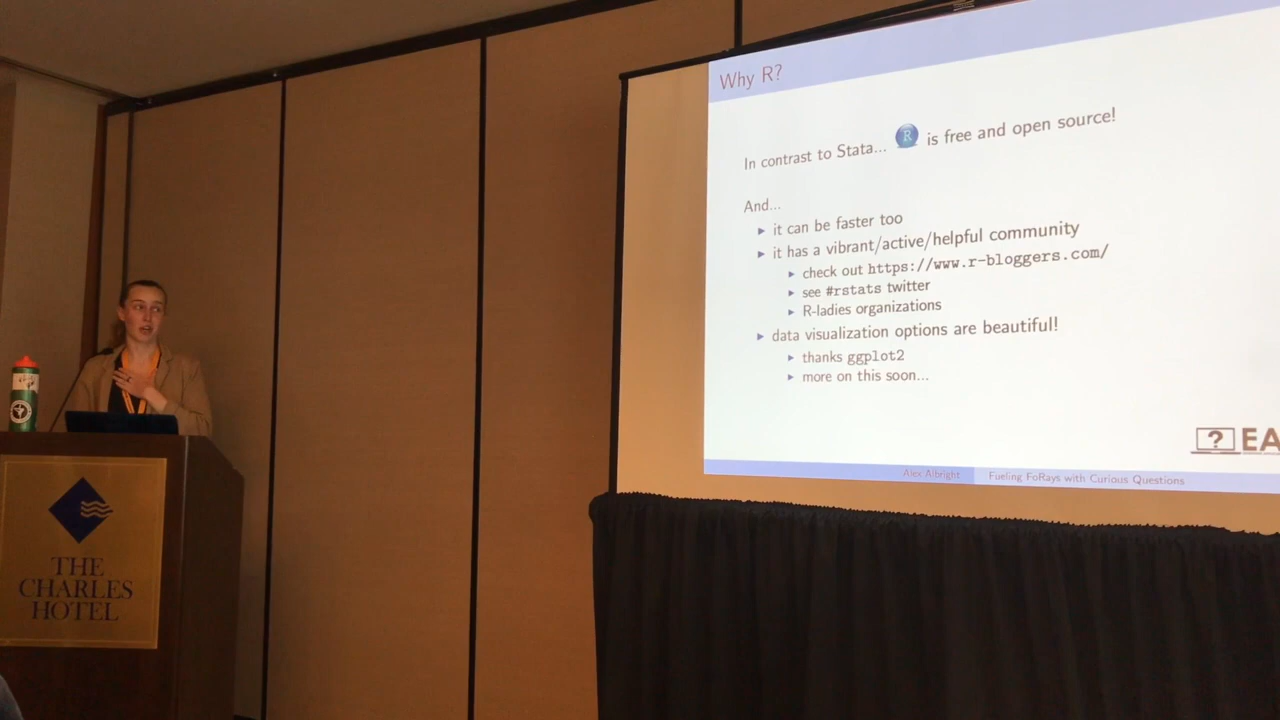 Why R?
In contrast to Stata... R is free and open source!
And...
it can be faster too
it has a vibrant/active/helpful community
check out https://www.r-bloggers.com/
see #rstats twitter
R-ladies organizations
data visualization options are beautiful!
thanks ggplot2
more on this soon...
? EA
Alex Albright Fueling FoRays with Curious Questions
THE
CHARLES
HOTEL